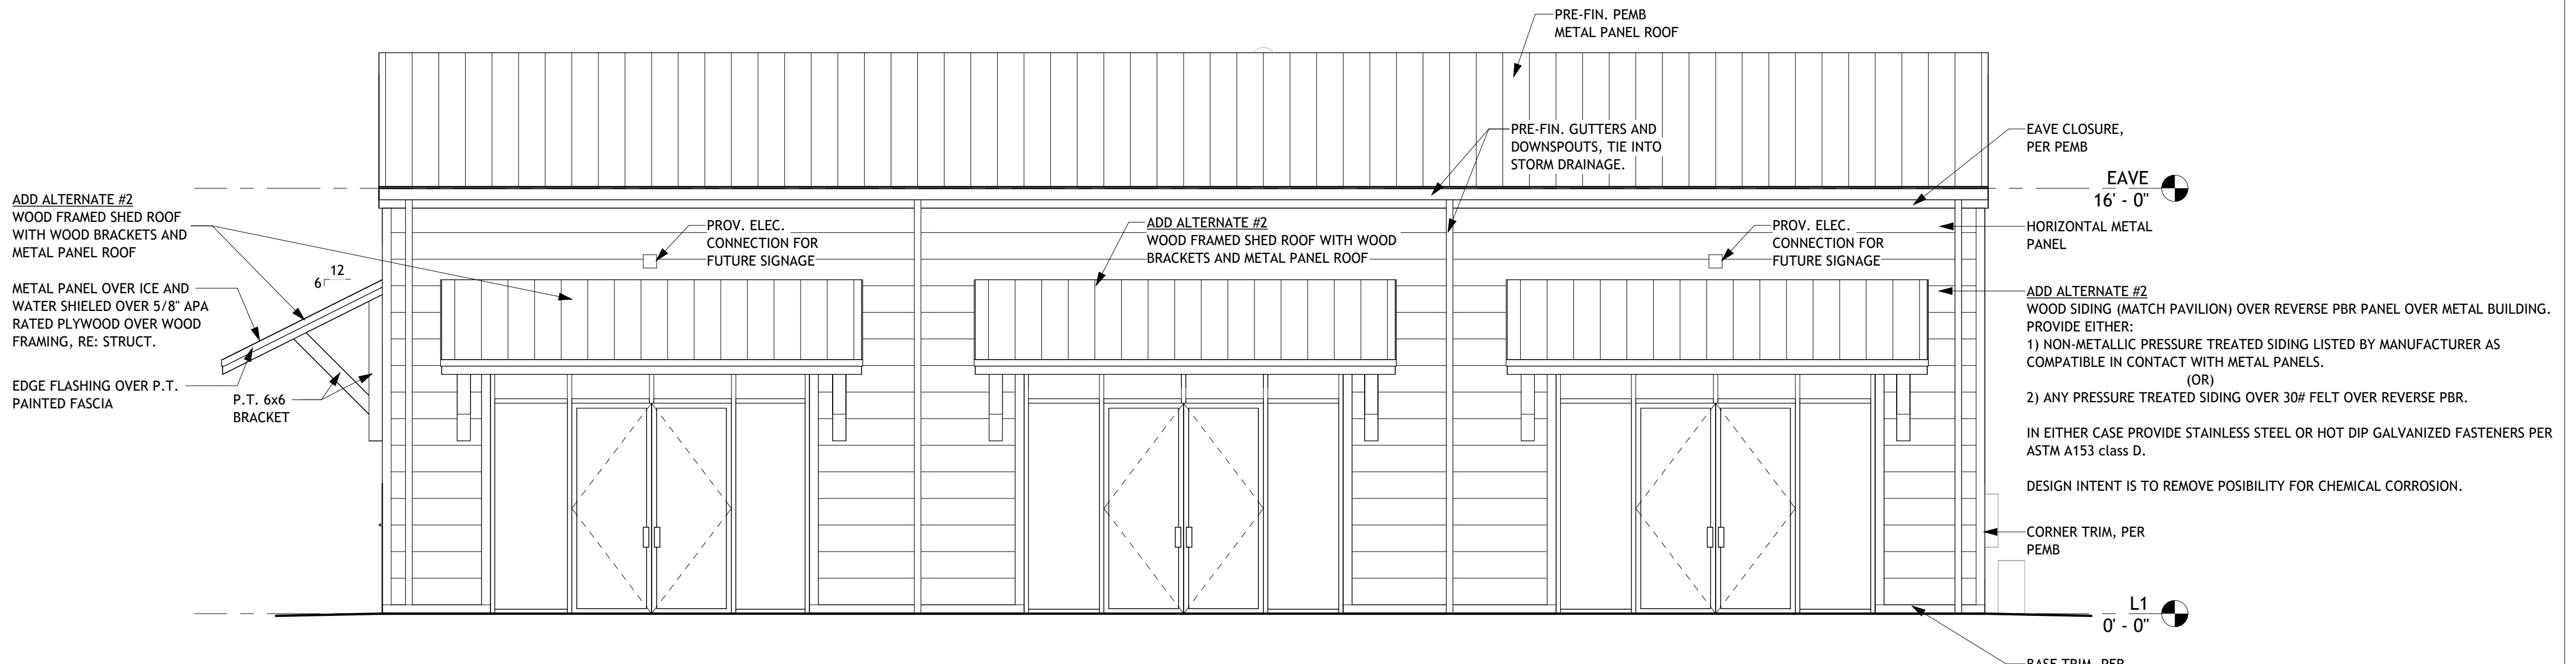 PRE-FIN. PEMB
METAL PANEL ROOF
PRE-FIN. GUTTERS AND
DOWNSPOUTS, TIE INTO
STORM DRAINAGE.
EAVE CLOSURE,
PER PEMB
EAVE
16' - 0"
ADD ALTERNATE #2
WOOD FRAMED SHED ROOF
WITH WOOD BRACKETS AND
METAL PANEL ROOF
PROV. ELEC.
CONNECTION FOR
FUTURE SIGNAGE
ADD ALTERNATE #2
WOOD FRAMED SHED ROOF WITH WOOD
BRACKETS AND METAL PANEL ROOF
PROV. ELEC.
CONNECTION FOR
FUTURE SIGNAGE
HORIZONTAL METAL
PANEL
12
6
METAL PANEL OVER ICE AND
WATER SHIELED OVER 5/8" APA
RATED PLYWOOD OVER WOOD
FRAMING, RE: STRUCT.
EDGE FLASHING OVER P.T.
PAINTED FASCIA
P.T. 6x6
BRACKET
ADD ALTERNATE #2
WOOD SIDING (MATCH PAVILION) OVER REVERSE PBR PANEL OVER METAL BUILDING.
PROVIDE EITHER:
1) NON-METALLIC PRESSURE TREATED SIDING LISTED BY MANUFACTURER AS
COMPATIBLE IN CONTACT WITH METAL PANELS.
(OR)
2) ANY PRESSURE TREATED SIDING OVER 30# FELT OVER REVERSE PBR.
IN EITHER CASE PROVIDE STAINLESS STEEL OR HOT DIP GALVANIZED FASTENERS PER
ASTM A153 class D.
DESIGN INTENT IS TO REMOVE POSIBILITY FOR CHEMICAL CORROSION.
CORNER TRIM, PER
PEMB
L1
0' - 0"
BASE TRIM, PER